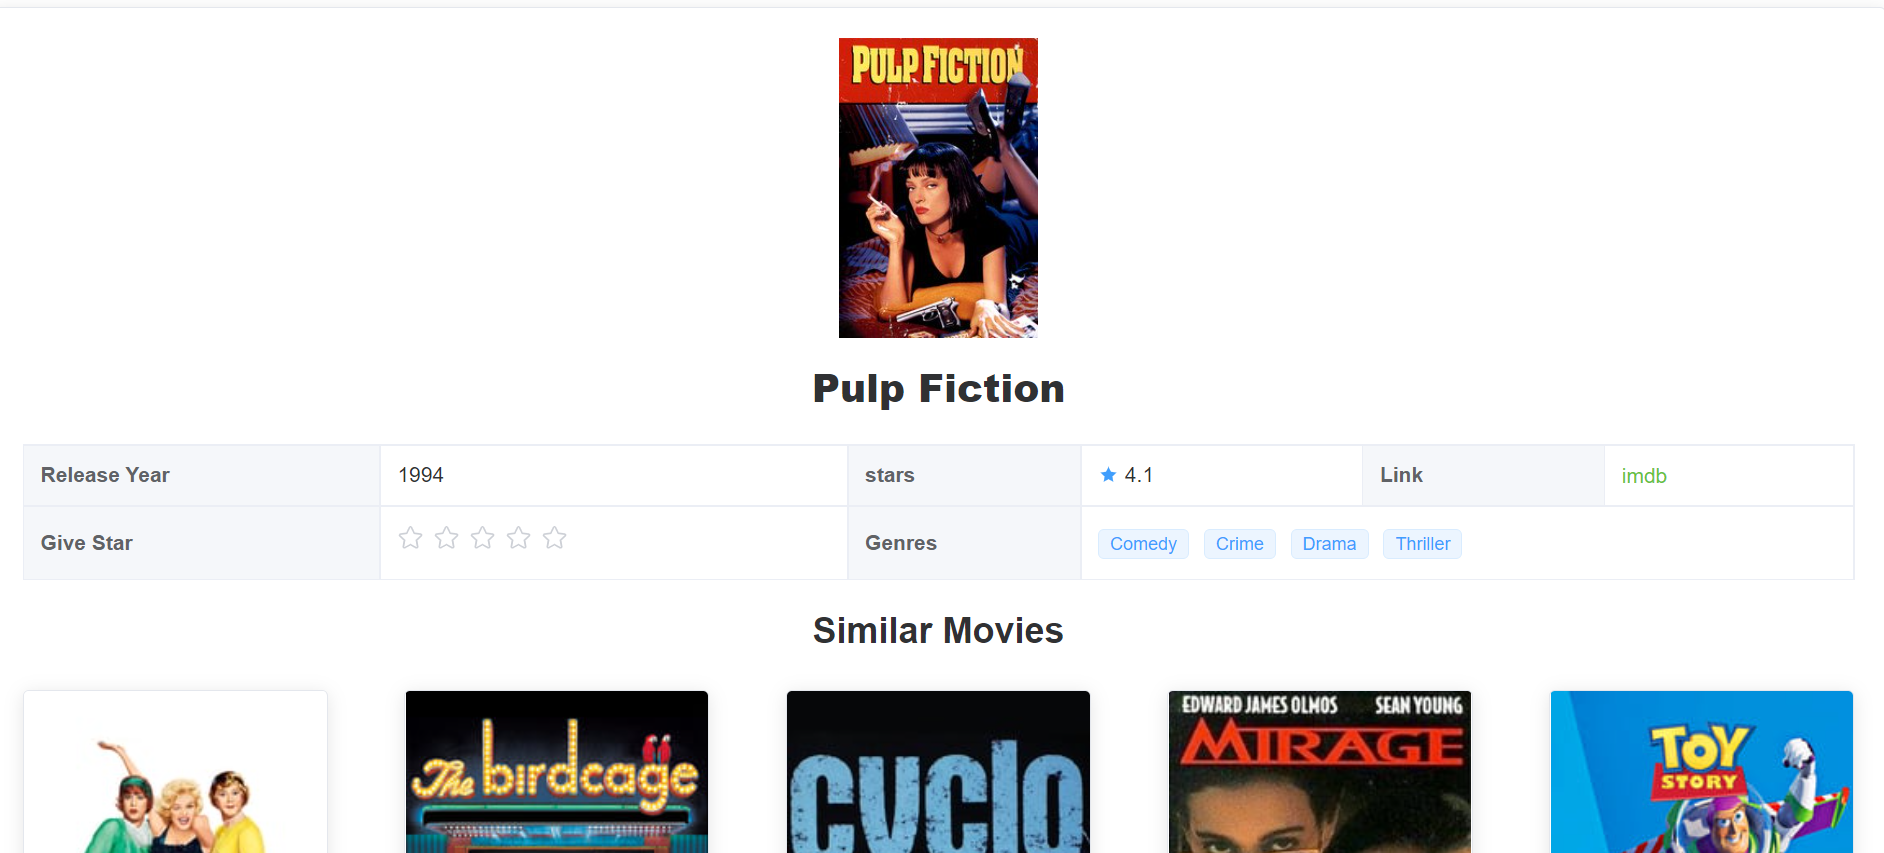 PULP FICTION
Pulp Fiction
Release Year 1994 stars 4.1 Link imdb
Give Star Genres Comedy Crime Drama Thriller
Similar Movies
The birdcage
cyclo
EDWARD JAMES OLMOS SEAN YOUNG
MIRAGE
TOY
STORY